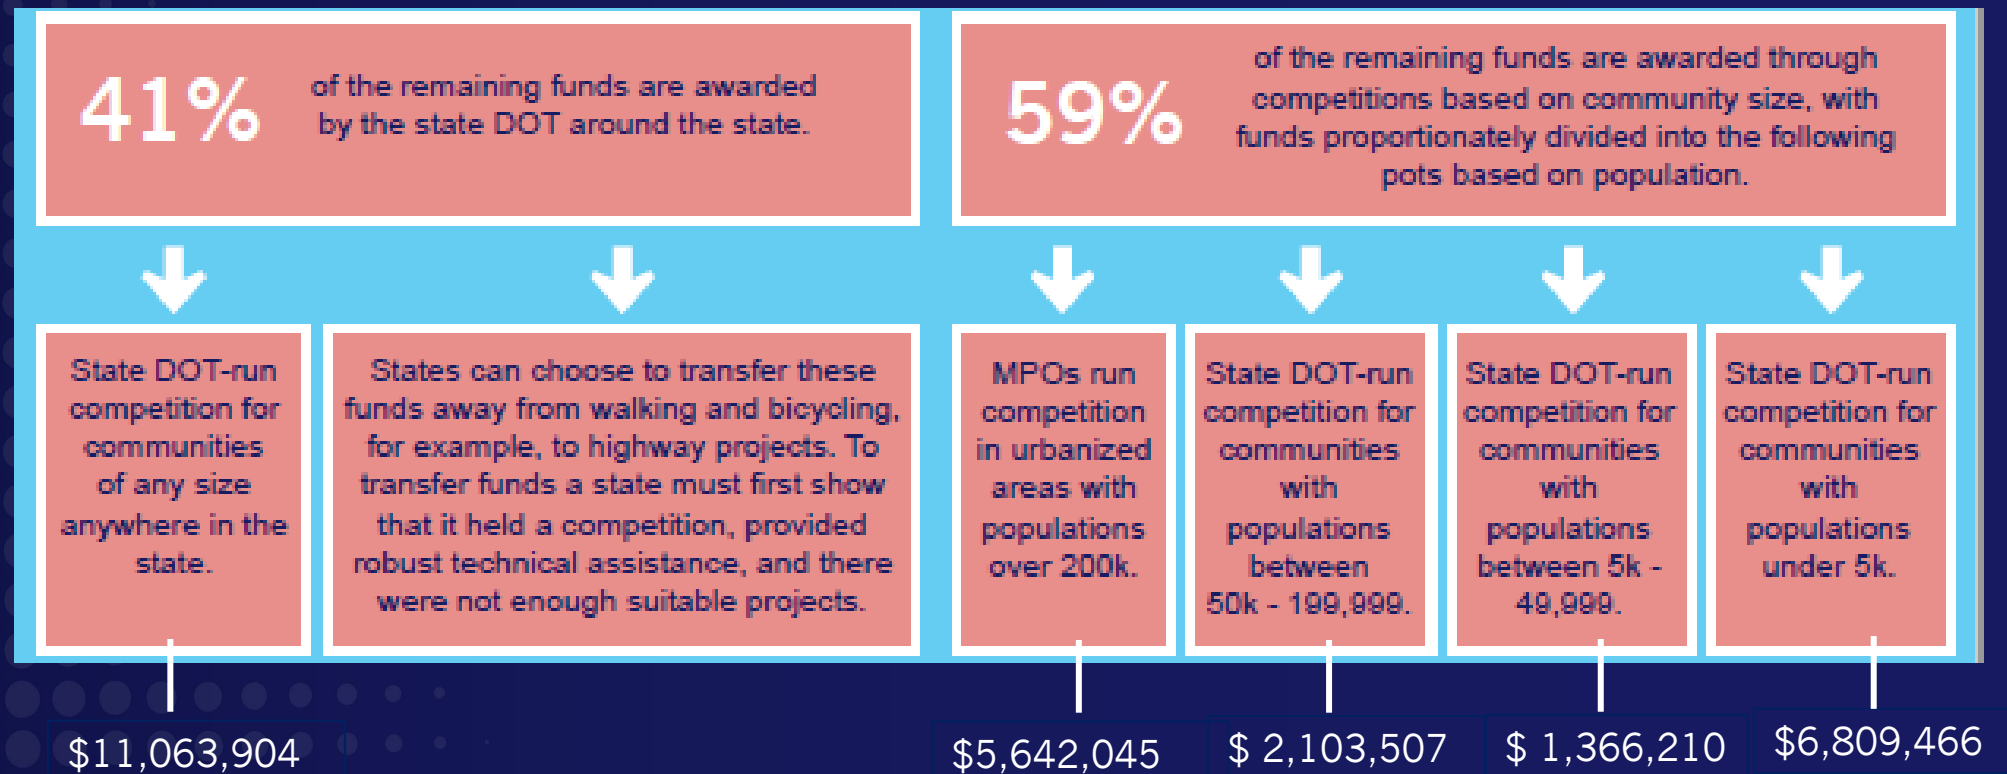 41%
of the remaining funds are awarded
by the state DOT around the state.
59%
of the remaining funds are awarded through
competitions based on community size, with
funds proportionately divided into the following
pots based on population.
State DOT-run
competition for
communities
of any size
anywhere in the
state.
States can choose to transfer these
funds away from walking and bicycling,
for example, to highway projects. To
transfer funds a state must first show
that it held a competition, provided
robust technical assistance, and there
were not enough suitable projects.
MPOs run
competition
in urbanized
areas with
populations
over 200k.
State DOT-run
competition for
communities
with
populations
between
50k - 199,999.
State DOT-run
competition for
communities
with
populations
between 5k -
49,999.
State DOT-run
competition for
communities
with
populations
under 5k.
$11,063,904
$5,642,045
$ 2,103,507
$ 1,366,210
$6,809,466